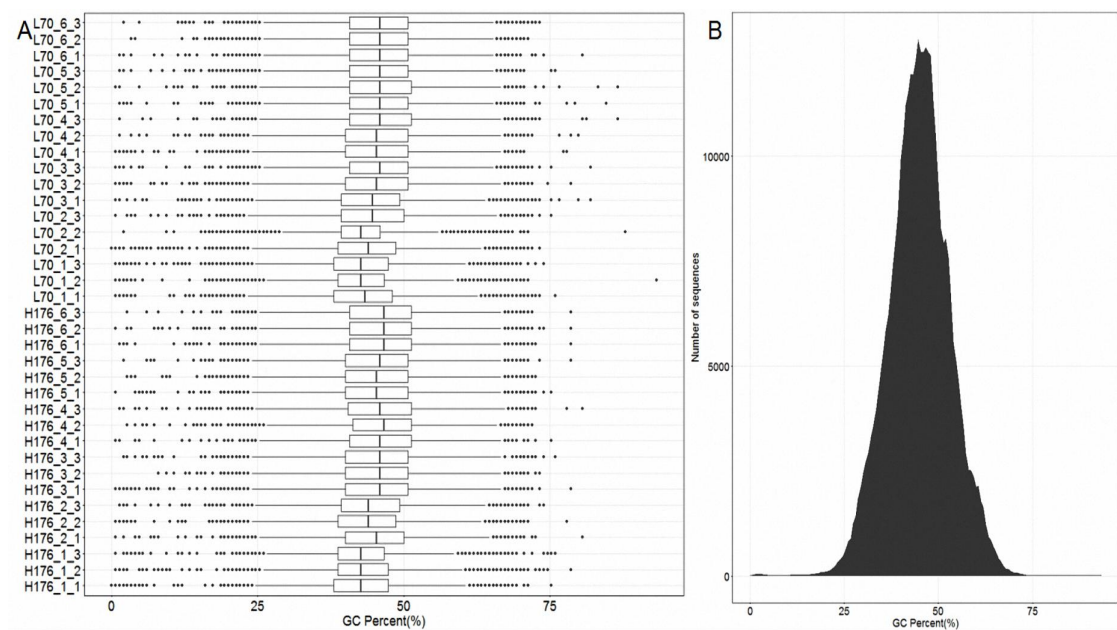 A
L70_6_3
L70_6_2
L70_6_1
L70_5_3
L70_5_2
L70_5_1
L70_4_3
L70_4_2
L70_4_1
L70_3_3
L70_3_2
L70_3_1
L70_2_3
L70_2_2
L70_2_1
L70_1_3
L70_1_2
L70_1_1
H176_6_3
H176_6_2
H176_6_1
H176_5_3
H176_5_2
H176_5_1
H176_4_3
H176_4_2
H176_4_1
H176_3_3
H176_3_2
H176_3_1
H176_2_3
H176_2_2
H176_2_1
H176_1_3
H176_1_2
H176_1_1
0 25 50 75
GC Percent(%)
B
Number of sequences
10000
5000
0
0 25 50 75
GC Percent(%)